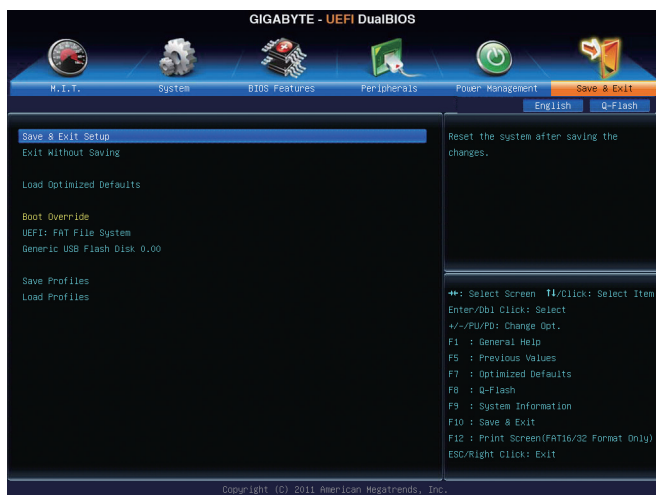 GIGABYTE - UEFI DualBIOS
M.I.T.
System
BIOS Features
Peripherals
Power Management
Save & Exit
English
Q-Flash
Save & Exit Setup
Exit Without Saving
Load Optimized Defaults
Boot Override
UEFI: FAT File System
Generic USB Flash Disk 0.00
Save Profiles
Load Profiles
Reset the system after saving the
changes.
→←: Select Screen ↑↓/Click: Select Item
Enter/Dbl Click: Select
+/-/PU/PD: Change Opt.
F1 : General Help
F5 : Previous Values
F7 : Optimized Defaults
F8 : Q-Flash
F9 : System Information
F10 : Save & Exit
F12 : Print Screen(FAT16/32 Format Only)
ESC/Right Click: Exit
Copyright (C) 2011 American Megatrends, Inc.